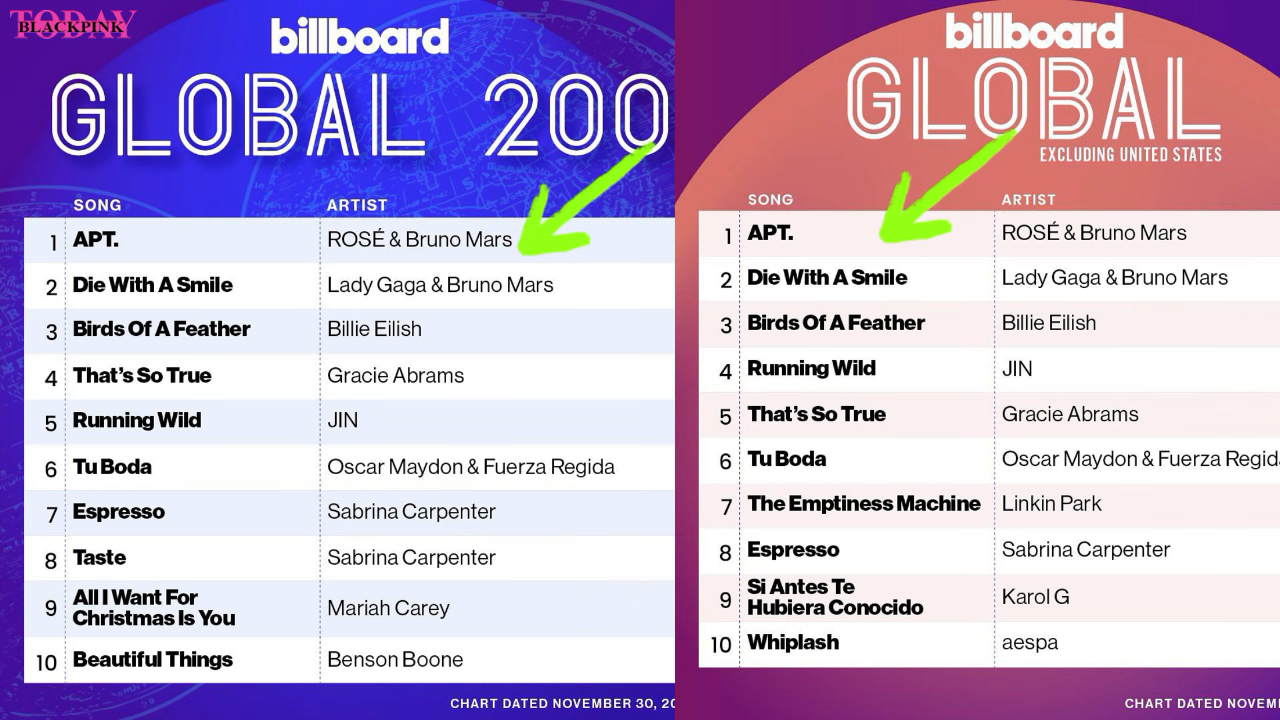 TODAY
BLACKPINK
billboard
GLOBAL 200
SONG ARTIST
1 APT. ROSÉ & Bruno Mars
2 Die With A Smile Lady Gaga & Bruno Mars
3 Birds Of A Feather Billie Eilish
4 That's So True Gracie Abrams
5 Running Wild JIN
6 Tu Boda Oscar Maydon & Fuerza Regida
7 Espresso Sabrina Carpenter
8 Taste Sabrina Carpenter
9 All I Want For
Christmas Is You Mariah Carey
10 Beautiful Things Benson Boone
CHART DATED NOVEMBER 30, 20
billboard
GLOBAL
EXCLUDING UNITED STATES
SONG ARTIST
1 APT. ROSÉ & Bruno Mars
2 Die With A Smile Lady Gaga & Bruno Mars
3 Birds Of A Feather Billie Eilish
4 Running Wild JIN
5 That's So True Gracie Abrams
6 Tu Boda Oscar Maydon & Fuerza Regid
7 The Emptiness Machine Linkin Park
8 Espresso Sabrina Carpenter
9 Si Antes Te
Hubiera Conocido Karol G
10 Whiplash aespa
CHART DATED NOVEM